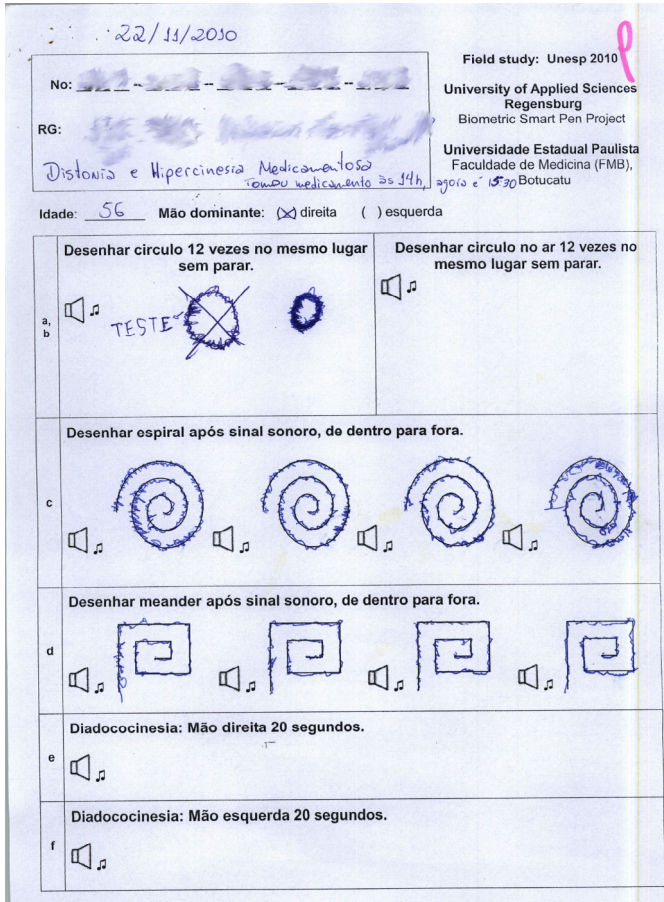 22/11/2010
Field study: Unesp 2010
No:
University of Applied Sciences
Regensburg
Biometric Smart Pen Project
RG:
Universidade Estadual Paulista
Faculdade de Medicina (FMB),
Botucatu
Distonia e Hipercinesia Medicamentosa
Tomou medicamento às 14h, agora é 15:30
Idade: 56 Mão dominante: (X) direita ( ) esquerda
a,
b
Desenhar circulo 12 vezes no mesmo lugar
sem parar.
TESTE
Desenhar circulo no ar 12 vezes no
mesmo lugar sem parar.
c
Desenhar espiral após sinal sonoro, de dentro para fora.
d
Desenhar meander após sinal sonoro, de dentro para fora.
e
Diadococinesia: Mão direita 20 segundos.
f
Diadococinesia: Mão esquerda 20 segundos.